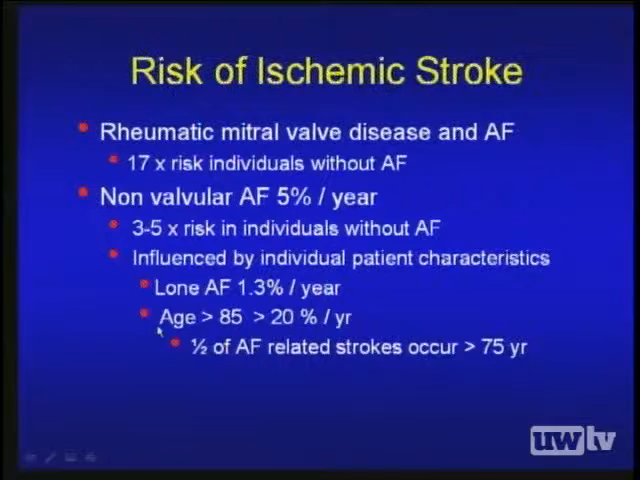 Risk of Ischemic Stroke
Rheumatic mitral valve disease and AF
17 x risk individuals without AF
Non valvular AF 5% / year
3-5 x risk in individuals without AF
Influenced by individual patient characteristics
Lone AF 1.3% / year
Age > 85 > 20 % / yr
½ of AF related strokes occur > 75 yr
uwtv